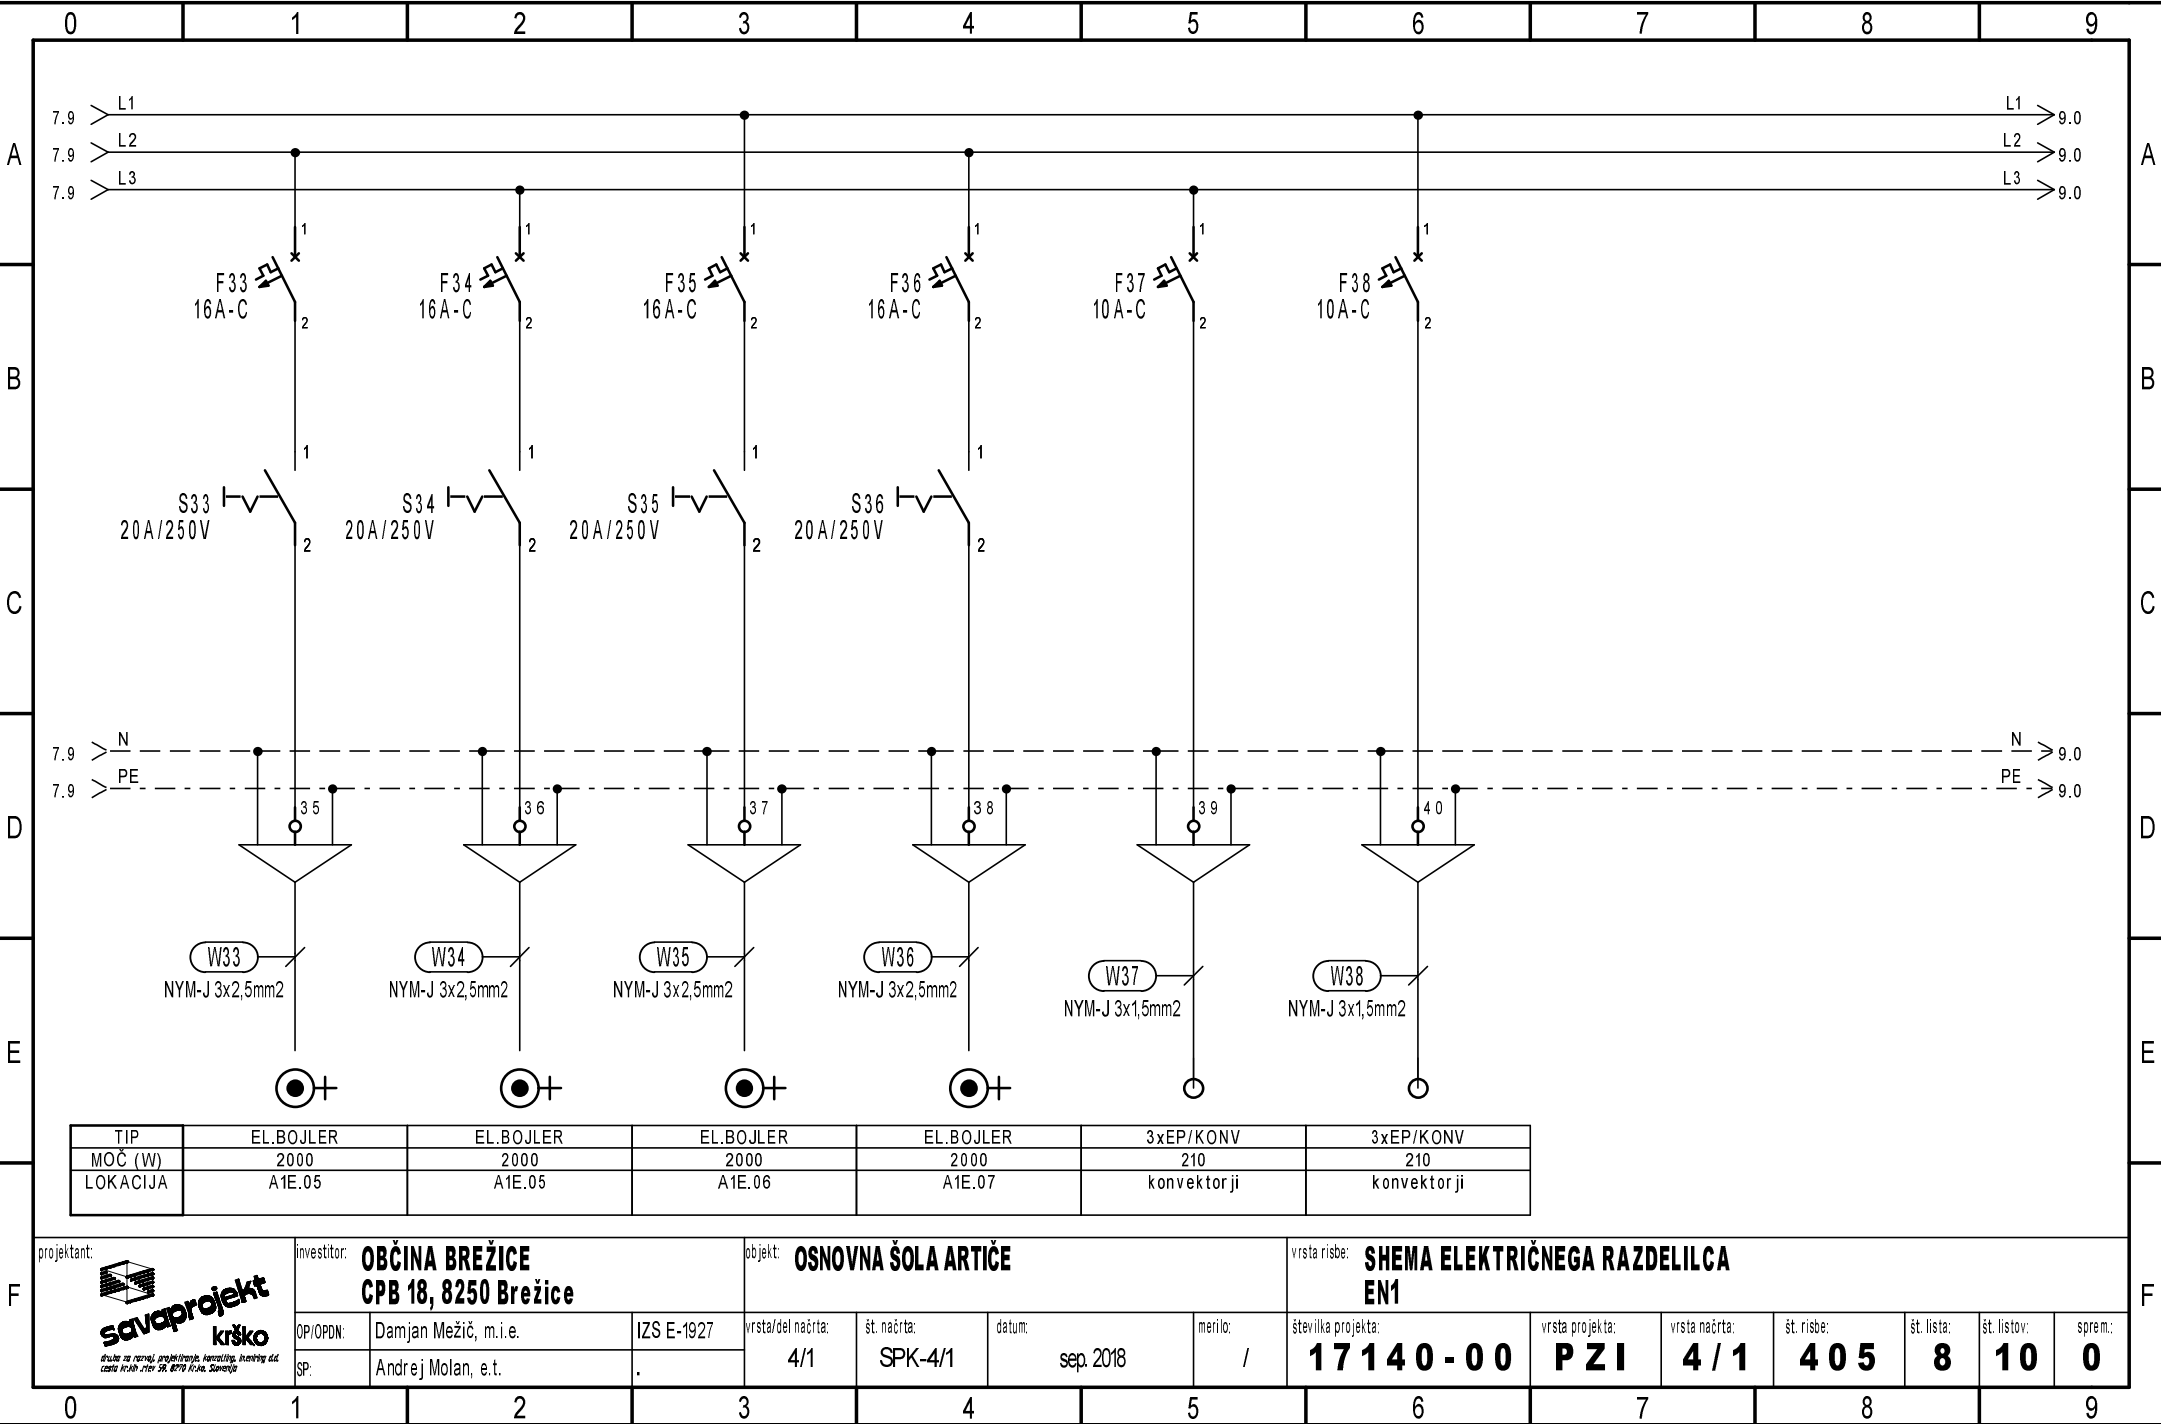 0 1 2 3 4 5 6 7 8 9
7.9 L1 L1 9.0
A 7.9 L2 L2 9.0 A
7.9 L3 L3 9.0
1 1 1 1 1 1
F33 F34 F35 F36 F37 F38
16A-C 16A-C 16A-C 16A-C 10A-C 10A-C
2 2 2 2 2 2
B B
1 1 1 1
S33 S34 S35 S36
20A/250V 20A/250V 20A/250V 20A/250V
2 2 2 2
C C
7.9 N N 9.0
7.9 PE PE 9.0
35 36 37 38 39 40
D D
W33 W34 W35 W36 W37 W38
NYM-J 3x2,5mm2 NYM-J 3x2,5mm2 NYM-J 3x2,5mm2 NYM-J 3x2,5mm2 NYM-J 3x1,5mm2 NYM-J 3x1,5mm2
E E
TIP EL.BOJLER EL.BOJLER EL.BOJLER EL.BOJLER 3xEP/KONV 3xEP/KONV
MOČ (W) 2000 2000 2000 2000 210 210
LOKACIJA A1E.05 A1E.05 A1E.06 A1E.07 konvektorji konvektorji
projektant: investitor: OBČINA BREŽICE objekt: OSNOVNA ŠOLA ARTIČE vrsta risbe: SHEMA ELEKTRIČNEGA RAZDELILCA
CPB 18, 8250 Brežice EN1
F F
savaprojekt
krško
OP/OPDN: Damjan Mežič, m.i.e. IZS E-1927 vrsta/del načrta: št. načrta: datum: merilo: številka projekta: vrsta projekta: vrsta načrta: št. risbe: št. lista: št. listov: sprem.:
4/1 SPK-4/1 sep. 2018 / 17140-00 PZI 4/1 405 8 10 0
SP: Andrej Molan, e.t. .
0 1 2 3 4 5 6 7 8 9